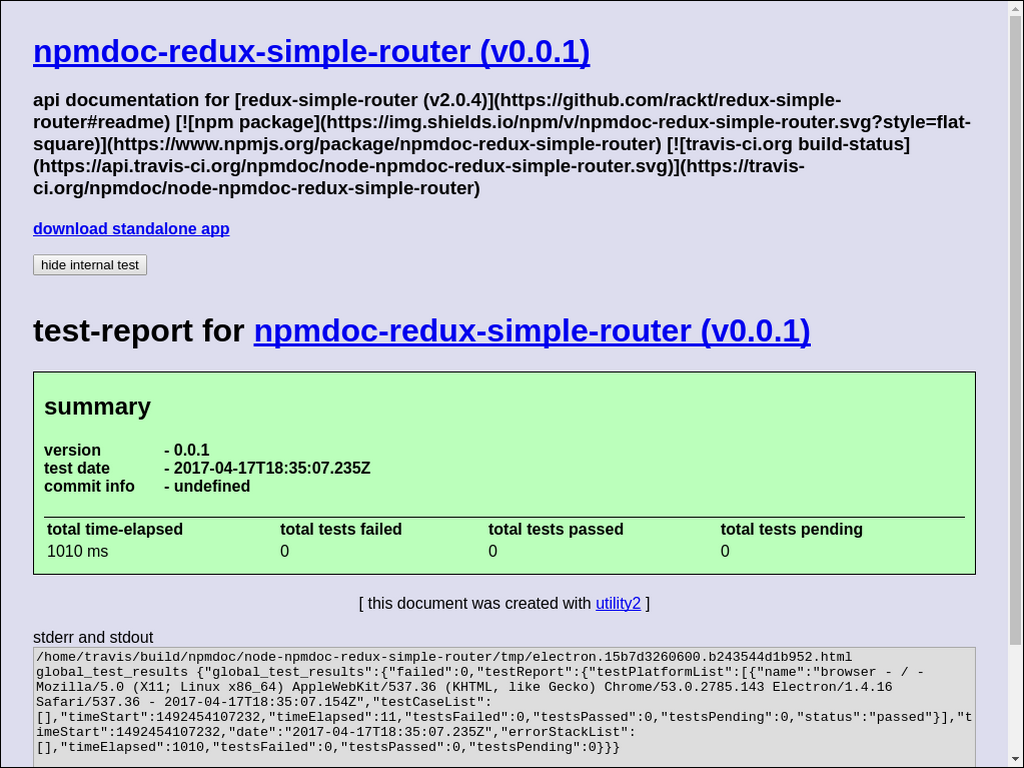 npmdoc-redux-simple-router (v0.0.1)
api documentation for [redux-simple-router (v2.0.4)](https://github.com/rackt/redux-simple-
router#readme) [![npm package](https://img.shields.io/npm/v/npmdoc-redux-simple-router.svg?style=flat-
square)](https://www.npmjs.org/package/npmdoc-redux-simple-router) [![travis-ci.org build-status]
(https://api.travis-ci.org/npmdoc/node-npmdoc-redux-simple-router.svg)](https://travis-
ci.org/npmdoc/node-npmdoc-redux-simple-router)
download standalone app
hide internal test
test-report for npmdoc-redux-simple-router (v0.0.1)
summary
version - 0.0.1
test date - 2017-04-17T18:35:07.235Z
commit info - undefined
total time-elapsed total tests failed total tests passed total tests pending
1010 ms 0 0 0
[ this document was created with utility2 ]
stderr and stdout
/home/travis/build/npmdoc/node-npmdoc-redux-simple-router/tmp/electron.15b7d3260600.b243544d1b952.html
global_test_results {"global_test_results":{"failed":0,"testReport":{"testPlatformList":[{"name":"browser - / -
Mozilla/5.0 (X11; Linux x86_64) AppleWebKit/537.36 (KHTML, like Gecko) Chrome/53.0.2785.143 Electron/1.4.16
Safari/537.36 - 2017-04-17T18:35:07.154Z","testCaseList":
[],"timeStart":1492454107232,"timeElapsed":11,"testsFailed":0,"testsPassed":0,"testsPending":0,"status":"passed"}],"t
imeStart":1492454107232,"date":"2017-04-17T18:35:07.235Z","errorStackList":
[],"timeElapsed":1010,"testsFailed":0,"testsPassed":0,"testsPending":0}}}